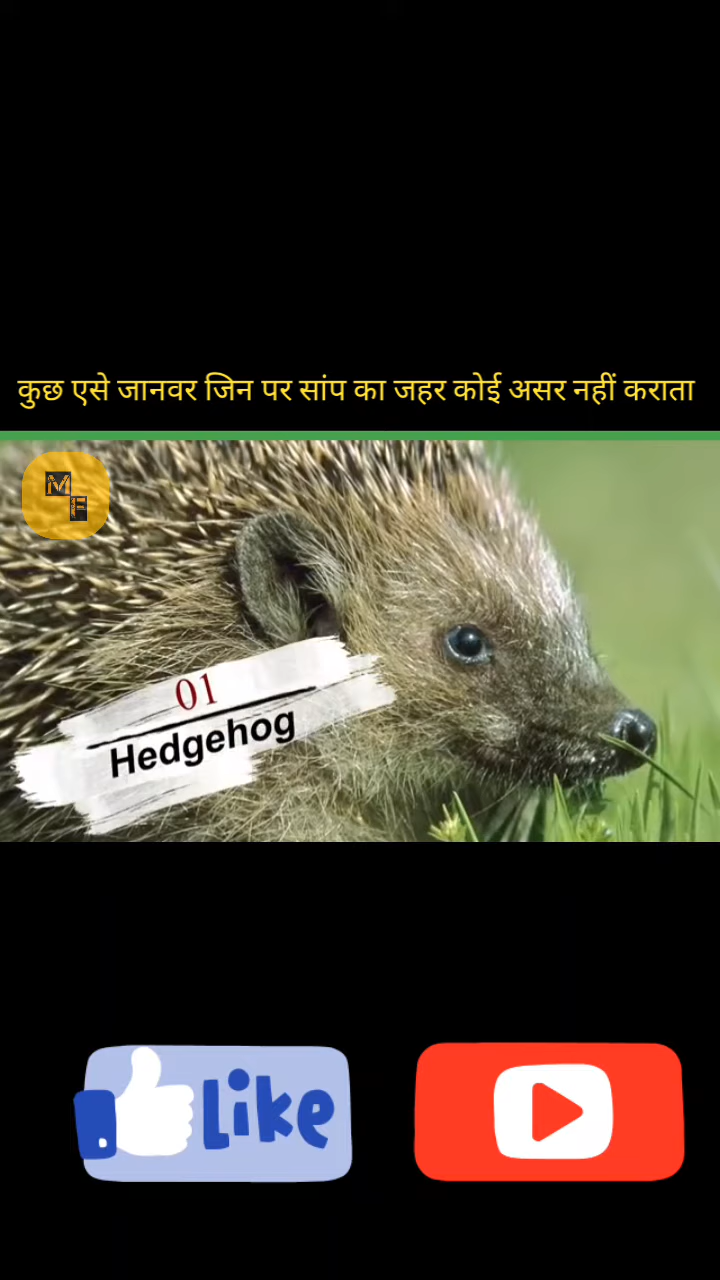 कुछ एसे जानवर जिन पर सांप का जहर कोई असर नहीं कराता
M
F
01
Hedgehog
Like